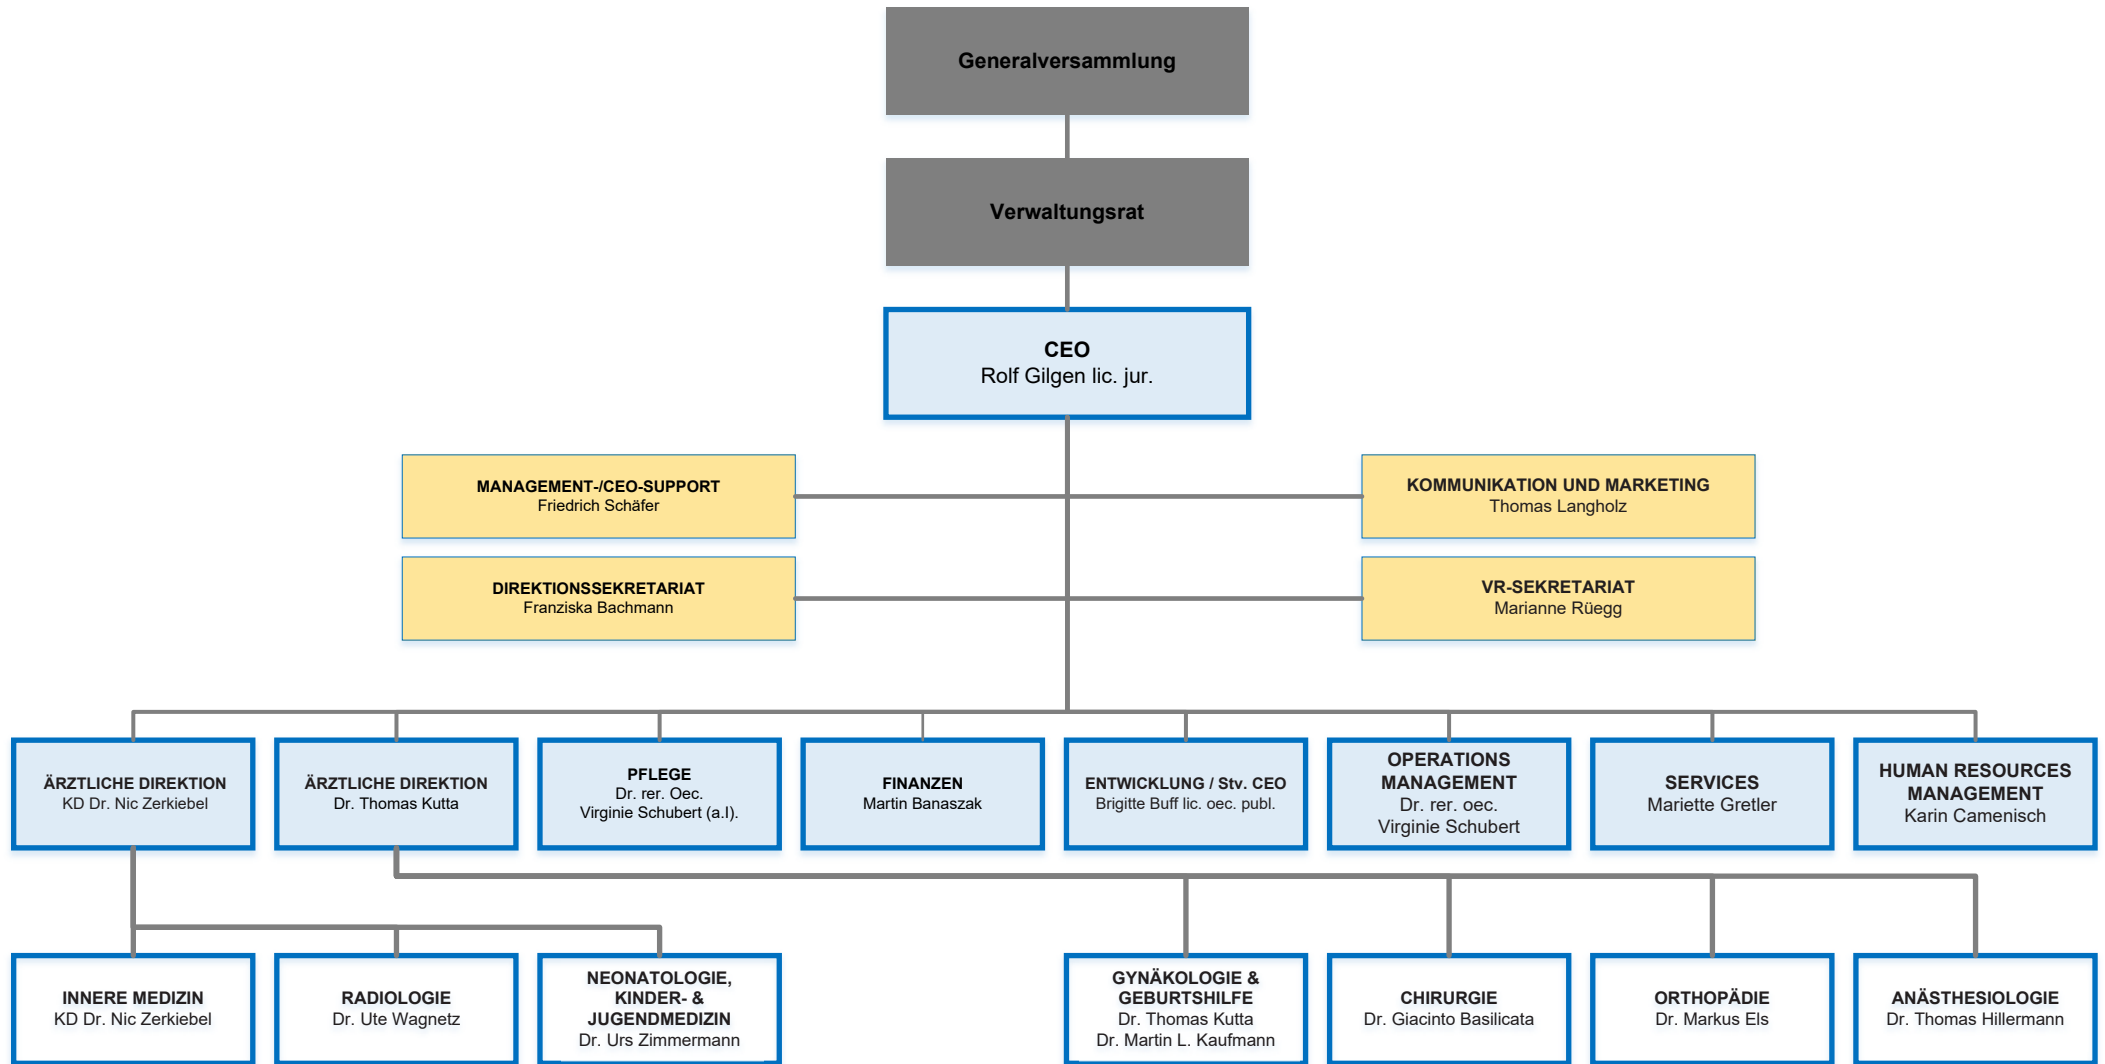 Generalversammlung
Verwaltungsrat
CEO
Rolf Gilgen lic. jur.
MANAGEMENT-/CEO-SUPPORT
Friedrich Schäfer
KOMMUNIKATION UND MARKETING
Thomas Langholz
DIREKTIONSSEKRETARIAT
Franziska Bachmann
VR-SEKRETARIAT
Marianne Rüegg
ÄRZTLICHE DIREKTION
KD Dr. Nic Zerkiebel
ÄRZTLICHE DIREKTION
Dr. Thomas Kutta
PFLEGE
Dr. rer. Oec.
Virginie Schubert (a.I).
FINANZEN
Martin Banaszak
ENTWICKLUNG / Stv. CEO
Brigitte Buff lic. oec. publ.
OPERATIONS
MANAGEMENT
Dr. rer. oec.
Virginie Schubert
SERVICES
Mariette Gretler
HUMAN RESOURCES
MANAGEMENT
Karin Camenisch
INNERE MEDIZIN
KD Dr. Nic Zerkiebel
RADIOLOGIE
Dr. Ute Wagnetz
NEONATOLOGIE,
KINDER- &
JUGENDMEDIZIN
Dr. Urs Zimmermann
GYNÄKOLOGIE &
GEBURTSHILFE
Dr. Thomas Kutta
Dr. Martin L. Kaufmann
CHIRURGIE
Dr. Giacinto Basilicata
ORTHOPÄDIE
Dr. Markus Els
ANÄSTHESIOLOGIE
Dr. Thomas Hillermann